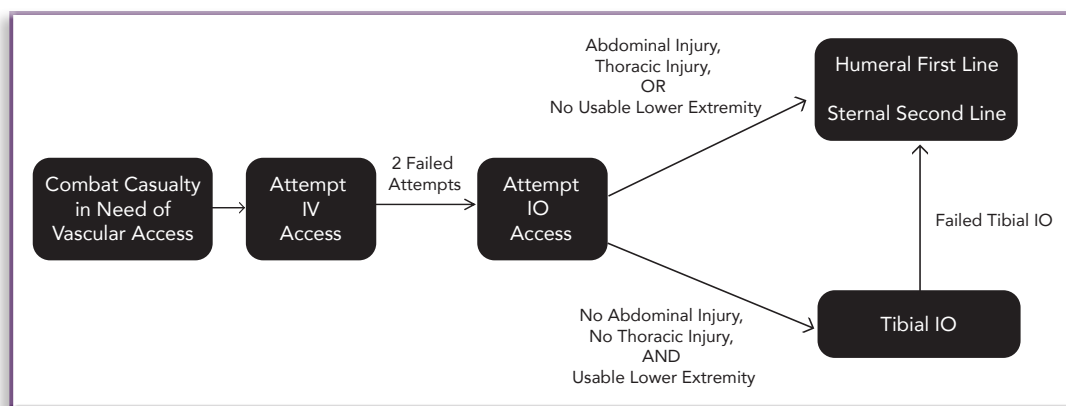 Combat Casualty
in Need of
Vascular Access
Attempt
IV
Access
2 Failed
Attempts
Attempt
IO
Access
Abdominal Injury,
Thoracic Injury,
OR
No Usable Lower Extremity
Humeral First Line
Sternal Second Line
No Abdominal Injury,
No Thoracic Injury,
AND
Usable Lower Extremity
Tibial IO
Failed Tibial IO